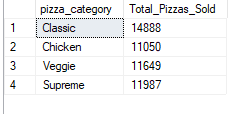 pizza_category Total_Pizzas_Sold
1 Classic 14888
2 Chicken 11050
3 Veggie 11649
4 Supreme 11987